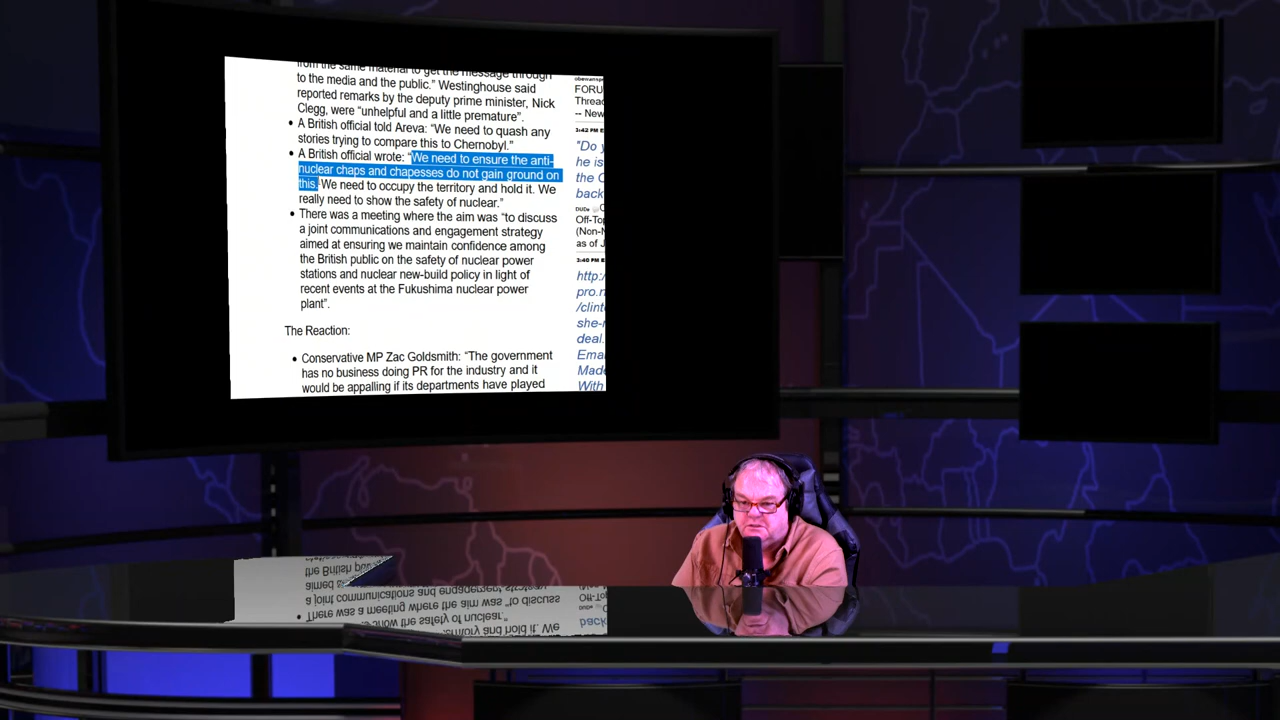 from the same material to get the message through
to the media and the public.” Westinghouse said
reported remarks by the deputy prime minister, Nick
Clegg, were “unhelpful and a little premature”.
• A British official told Areva: “We need to quash any
stories trying to compare this to Chernobyl.”
• A British official wrote: “We need to ensure the anti-
nuclear chaps and chapesses do not gain ground on
this. We need to occupy the territory and hold it. We
really need to show the safety of nuclear.”
• There was a meeting where the aim was “to discuss
a joint communications and engagement strategy
aimed at ensuring we maintain confidence among
the British public on the safety of nuclear power
stations and nuclear new-build policy in light of
recent events at the Fukushima nuclear power
plant”.
The Reaction:
• Conservative MP Zac Goldsmith: “The government
has no business doing PR for the industry and it
would be appalling if its departments have played
FORU
Threa
-- New
3:42 PM E
"Do y
he is
the C
back
DUDe
Off-To
(Non-N
as of J
3:40 PM E
http:/
pro.n
/clint
she-r
deal.
Emai
Made
With